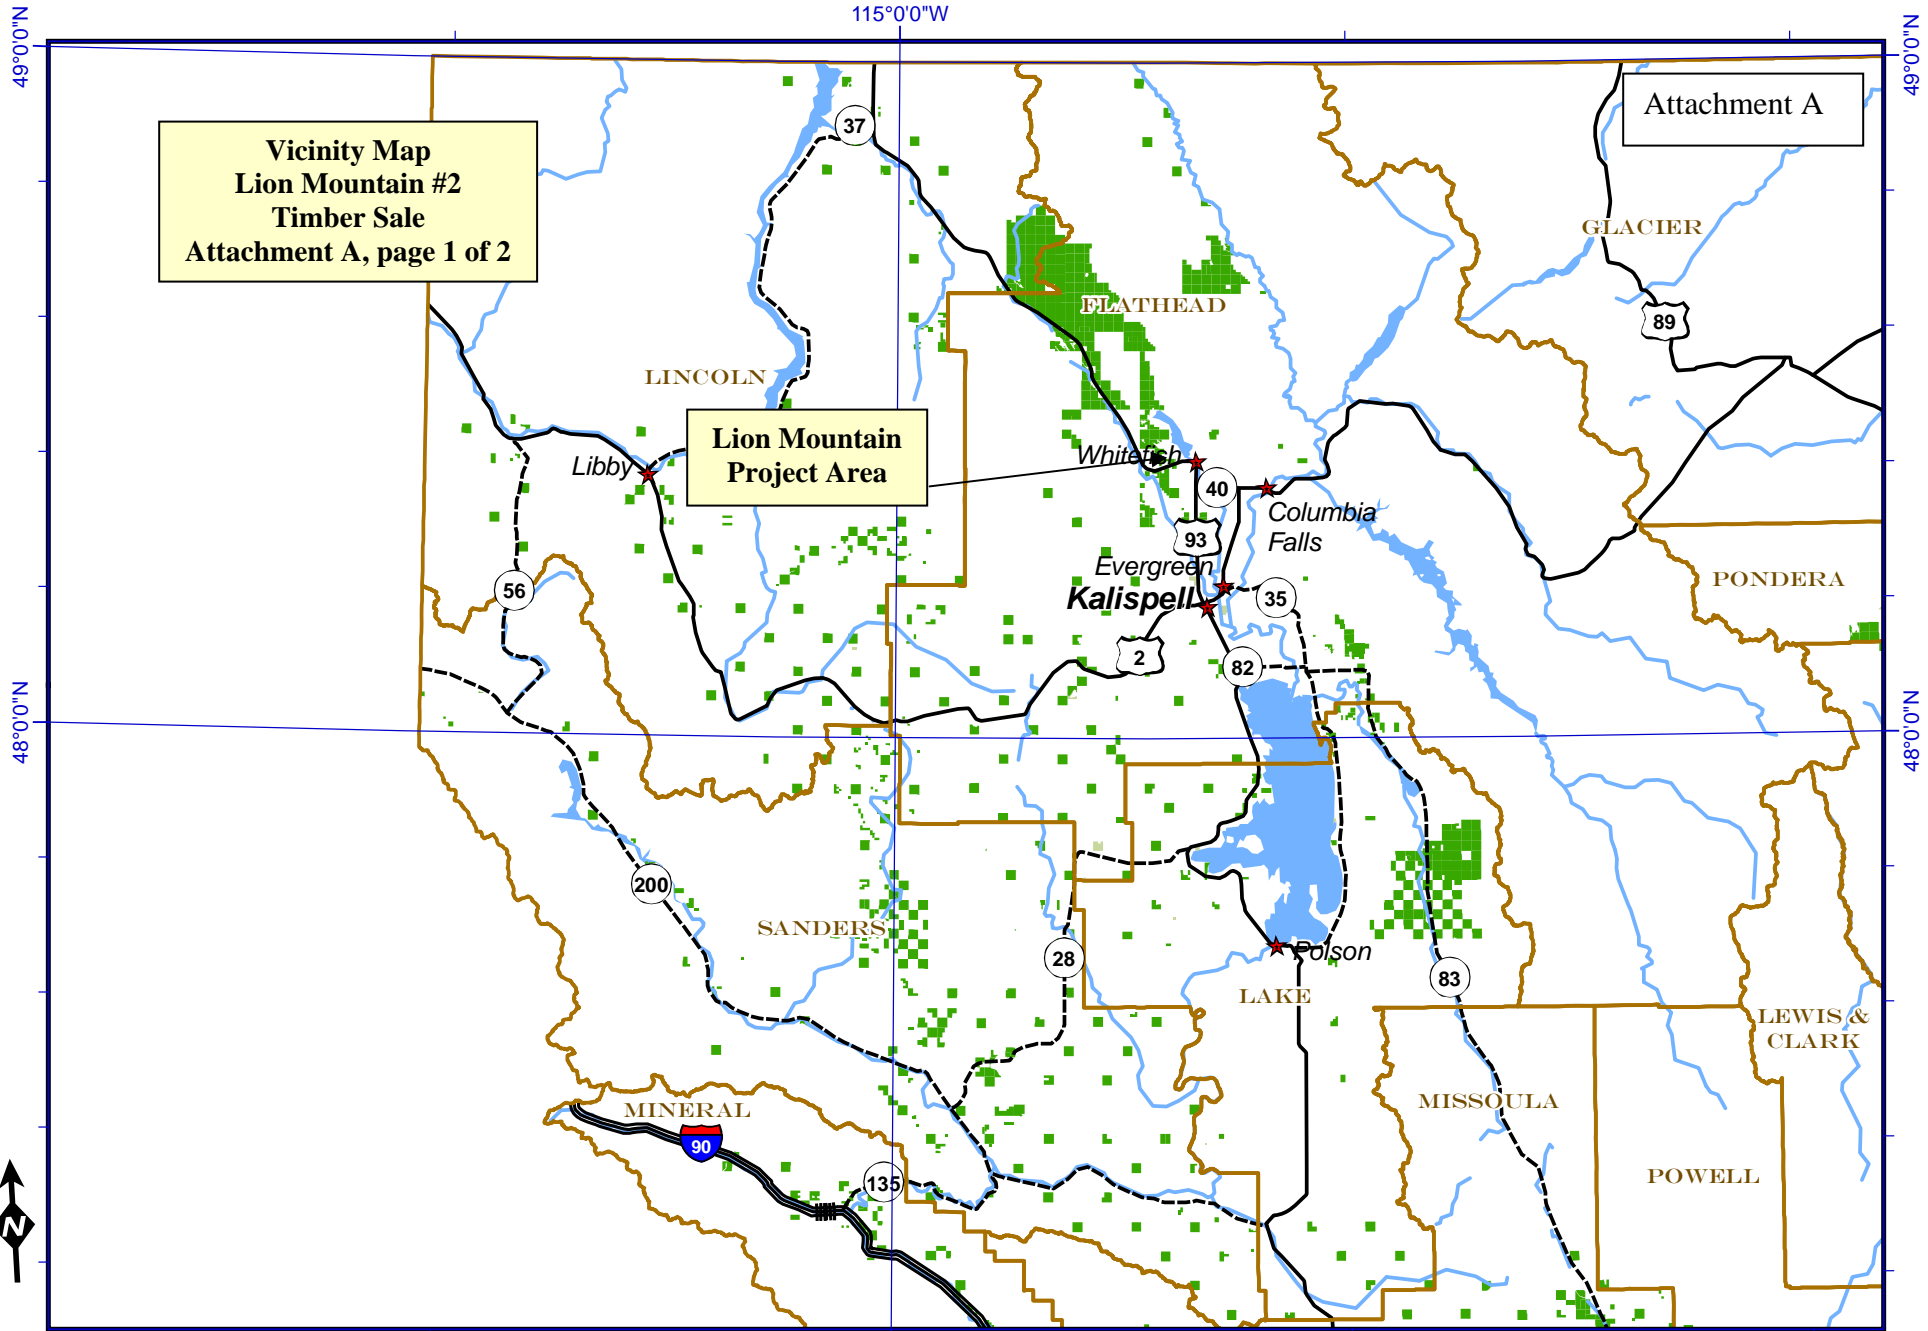 115°0'0"W
49°0'0"N
49°0'0"N
Attachment A
Vicinity Map
Lion Mountain #2
Timber Sale
Attachment A, page 1 of 2
37
GLACIER
FLATHEAD
89
LINCOLN
Lion Mountain
Project Area
Whitefish
Libby
40
Columbia
Falls
93
Evergreen
Kalispell
56
35
PONDERA
2
82
48°0'0"N
48°0'0"N
200
SANDERS
28
Polson
83
LAKE
LEWIS &
CLARK
MINERAL
MISSOULA
90
135
POWELL
N